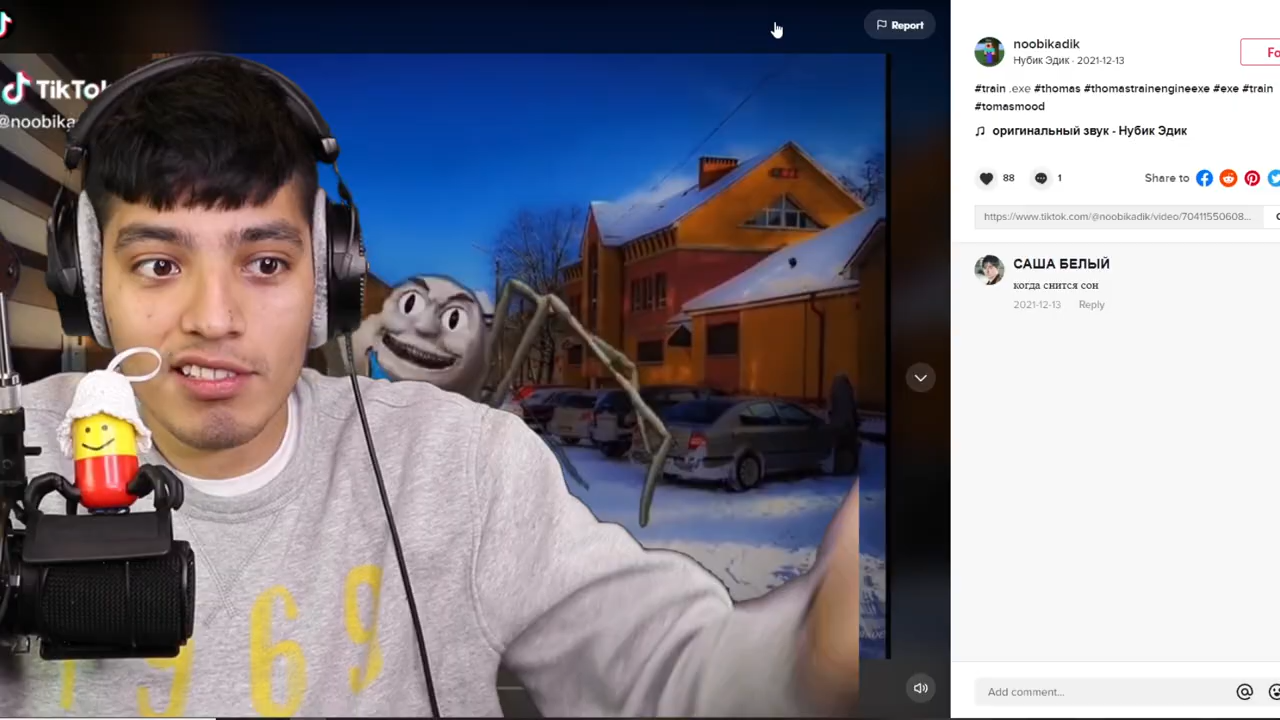 Report
TikTok
@noobika
noobikadik
Нубик Эдик · 2021-12-13
#train .exe #thomas #thomastrainengineexe #exe #train
#tomasmood
оригинальный звук - Нубик Эдик
88
1
Share to
https://www.tiktok.com/@noobikadik/video/70411550608...
САША БЕЛЫЙ
когда снится сон
2021-12-13
Reply
Add comment...
1969